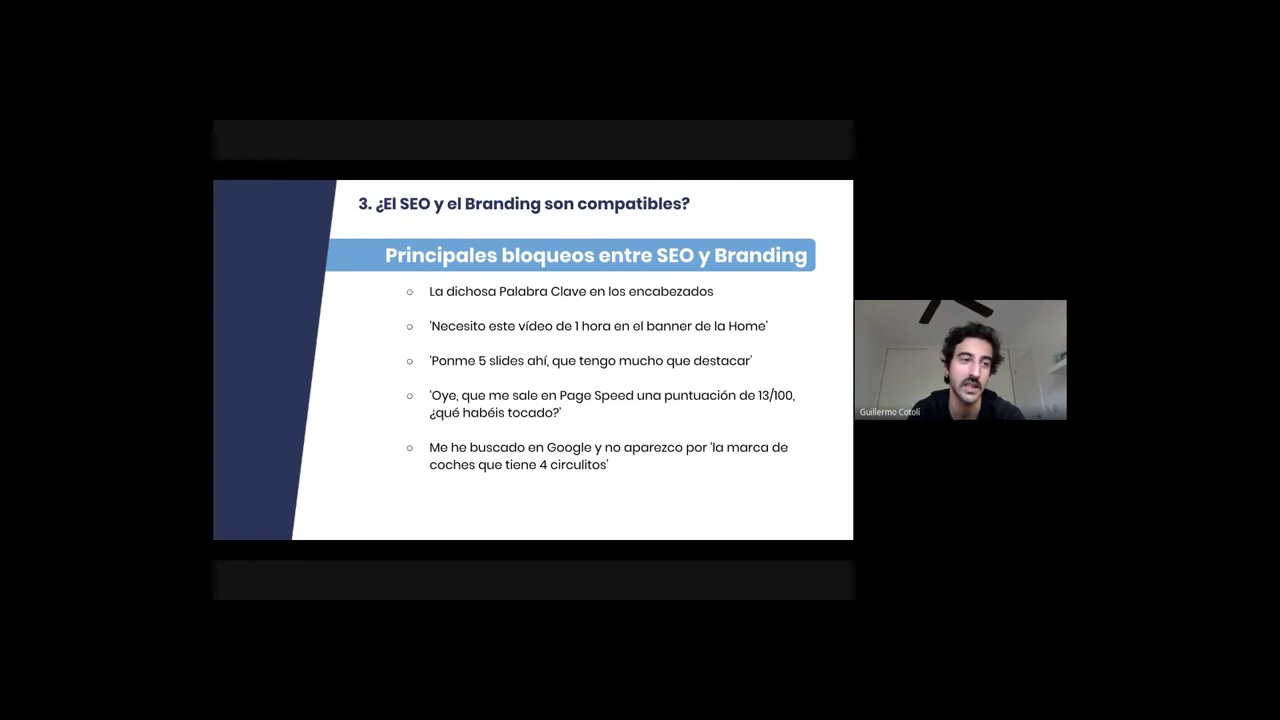 3. ¿El SEO y el Branding son compatibles?
Principales bloqueos entre SEO y Branding
○ La dichosa Palabra Clave en los encabezados
○ 'Necesito este vídeo de 1 hora en el banner de la Home'
○ 'Ponme 5 slides ahí, que tengo mucho que destacar'
○ 'Oye, que me sale en Page Speed una puntuación de 13/100,
¿qué habéis tocado?'
○ Me he buscado en Google y no aparezco por 'la marca de
coches que tiene 4 circulitos'
Guillermo Cotolí